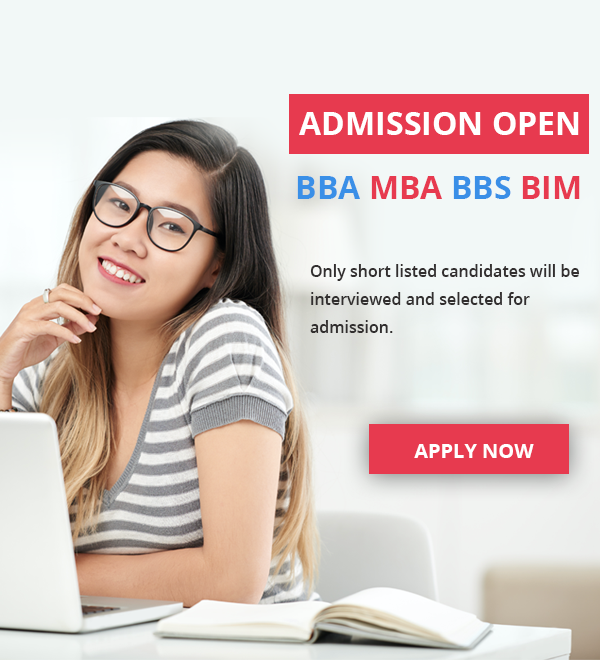 ADMISSION OPEN
BBA MBA BBS BIM
Only short listed candidates will be
interviewed and selected for
admission.
APPLY NOW